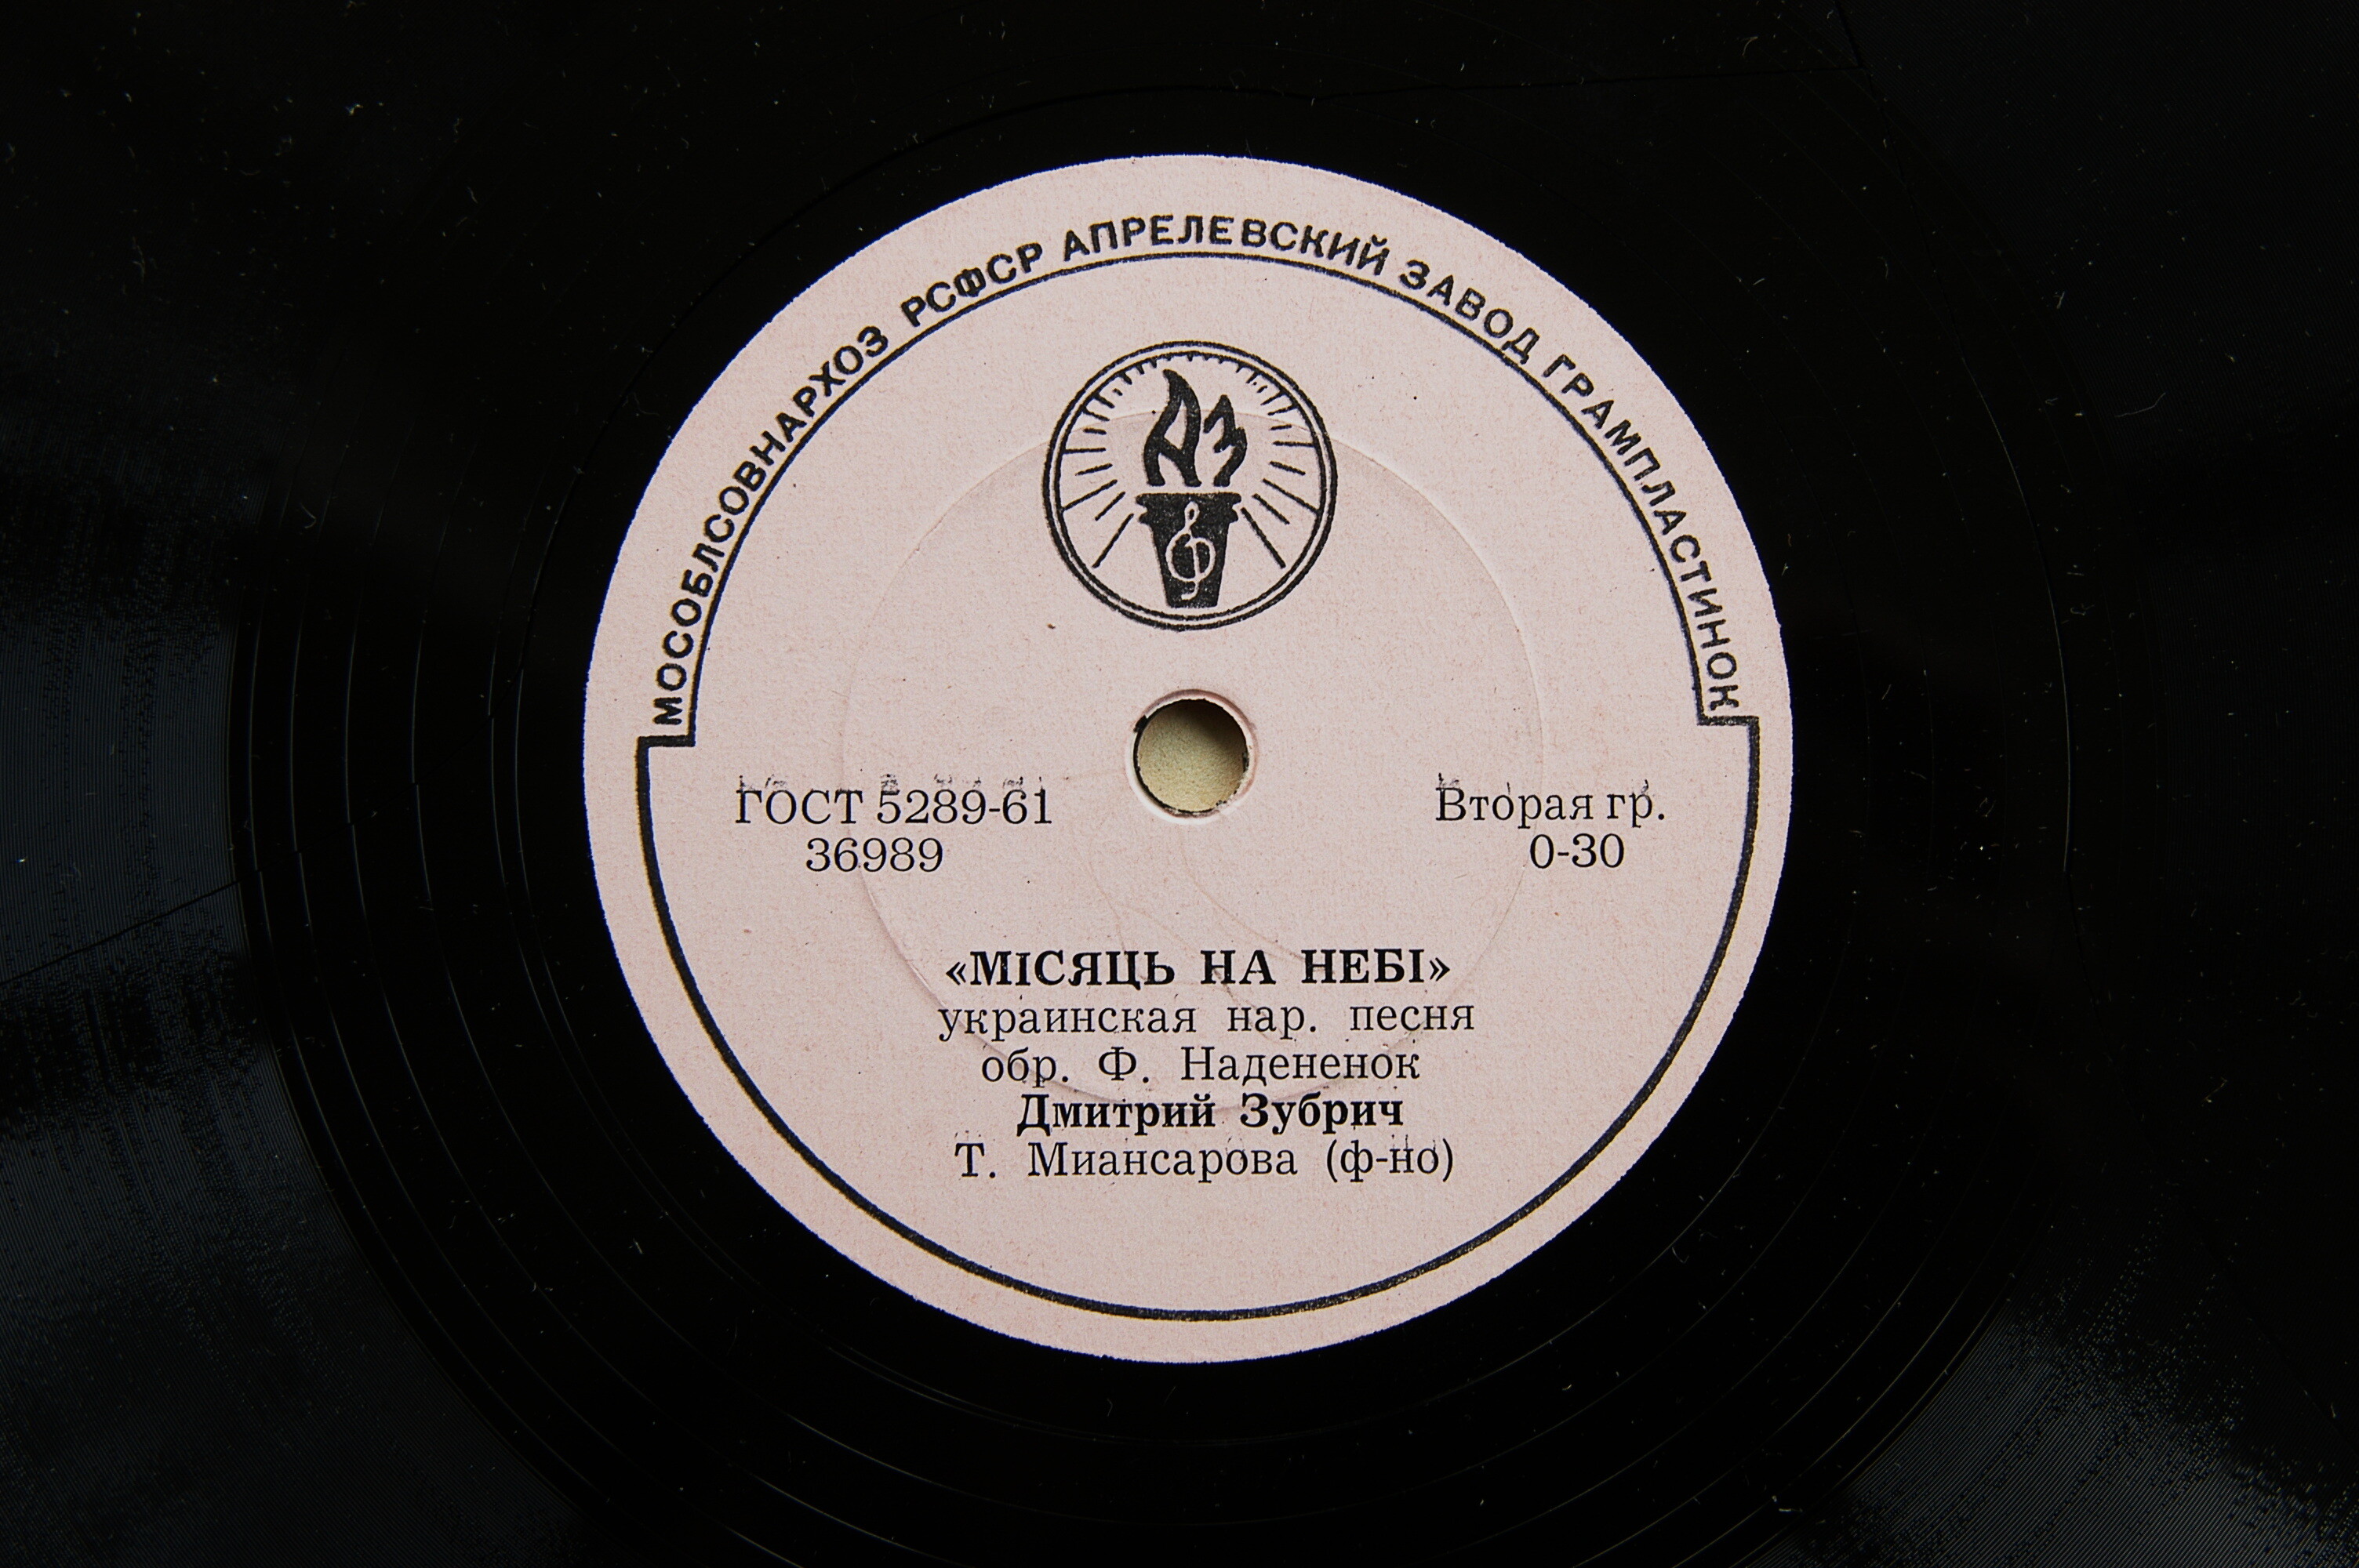 МОСОБЛСОВНАРХОЗ РСФСР АПРЕЛЕВСКИЙ ЗАВОД ГРАМПЛАСТИНОК
АЗ
ГОСТ 5289-61
36989
Вторая гр.
0-30
«МІСЯЦЬ НА НЕБІ»
украинская нар. песня
обр. Ф. Надененок
Дмитрий Зубрич
Т. Миансарова (ф-но)